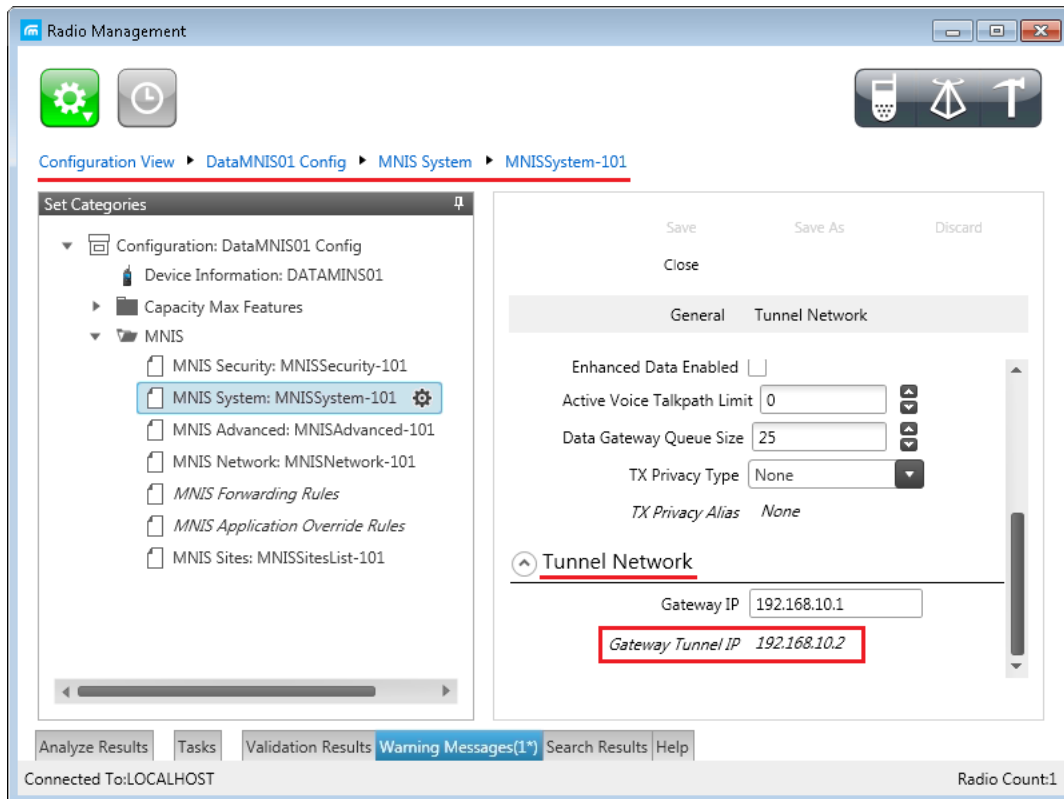 Radio Management
Configuration View DataMNIS01 Config MNIS System MNISSystem-101
Set Categories
Configuration: DataMNIS01 Config
Device Information: DATAMINS01
Capacity Max Features
MNIS
MNIS Security: MNISSecurity-101
MNIS System: MNISSystem-101
MNIS Advanced: MNISAdvanced-101
MNIS Network: MNISNetwork-101
MNIS Forwarding Rules
MNIS Application Override Rules
MNIS Sites: MNISSitesList-101
Save Save As Discard
Close
General Tunnel Network
Enhanced Data Enabled
Active Voice Talkpath Limit 0
Data Gateway Queue Size 25
TX Privacy Type None
TX Privacy Alias None
Tunnel Network
Gateway IP 192.168.10.1
Gateway Tunnel IP 192.168.10.2
Analyze Results Tasks Validation Results Warning Messages(1*) Search Results Help
Connected To:LOCALHOST Radio Count:1